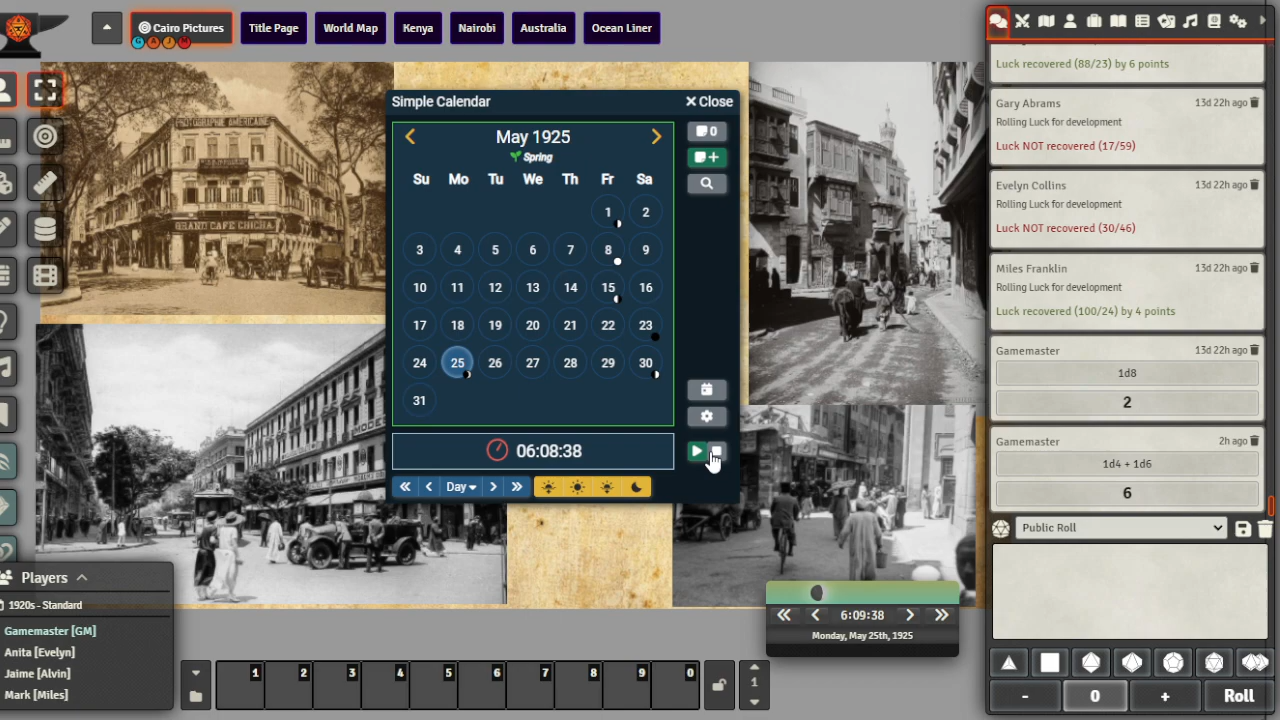 Cairo Pictures
Title Page
World Map
Kenya
Nairobi
Australia
Ocean Liner
G A J M
PHOTOGRAPHIE AMERICAINE
GRAND CAFE CHICHA
Simple Calendar
Close
May 1925
Spring
Su Mo Tu We Th Fr Sa
1 2
3 4 5 6 7 8 9
10 11 12 13 14 15 16
17 18 19 20 21 22 23
24 25 26 27 28 29 30
31
0
+
06:08:38
Day
Luck recovered (88/23) by 6 points
Gary Abrams 13d 22h ago
Rolling Luck for development
Luck NOT recovered (17/59)
Evelyn Collins 13d 22h ago
Rolling Luck for development
Luck NOT recovered (30/46)
Miles Franklin 13d 22h ago
Rolling Luck for development
Luck recovered (100/24) by 4 points
Gamemaster 13d 22h ago
1d8
2
Gamemaster 2h ago
1d4 + 1d6
6
Public Roll
- 0 + Roll
Players
1920s - Standard
Gamemaster [GM]
Anita [Evelyn]
Jaime [Alvin]
Mark [Miles]
1 2 3 4 5 6 7 8 9 0
1
6:09:38
Monday, May 25th, 1925